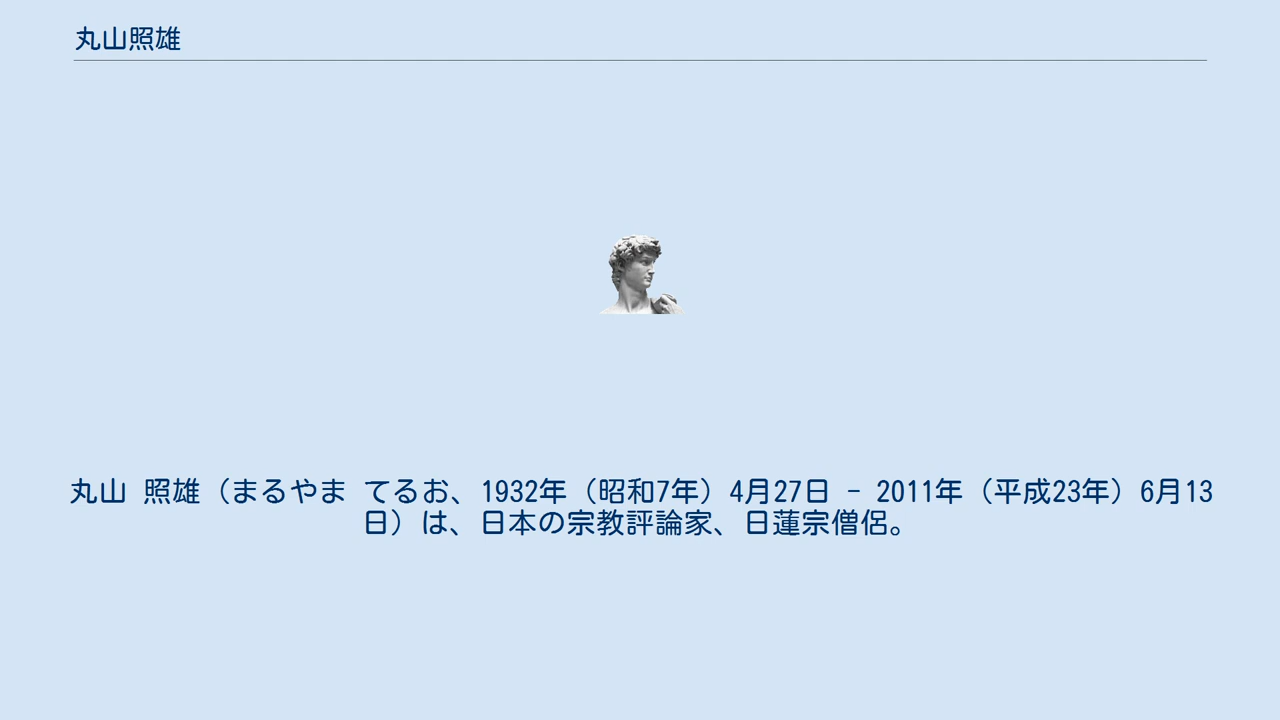 丸山照雄
丸山 照雄（まるやま てるお、1932年（昭和7年）4月27日 - 2011年（平成23年）6月13
日）は、日本の宗教評論家、日蓮宗僧侶。